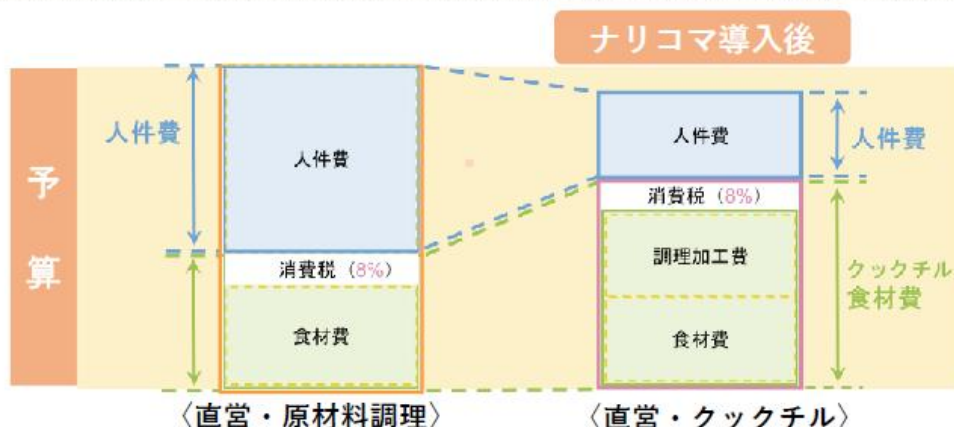 ナリコマ導入後
予算
人件費
人件費
消費税（8%）
食材費
人件費
消費税（8%）
調理加工費
食材費
人件費
クックチル
食材費
〈直営・原材料調理〉
〈直営・クックチル〉